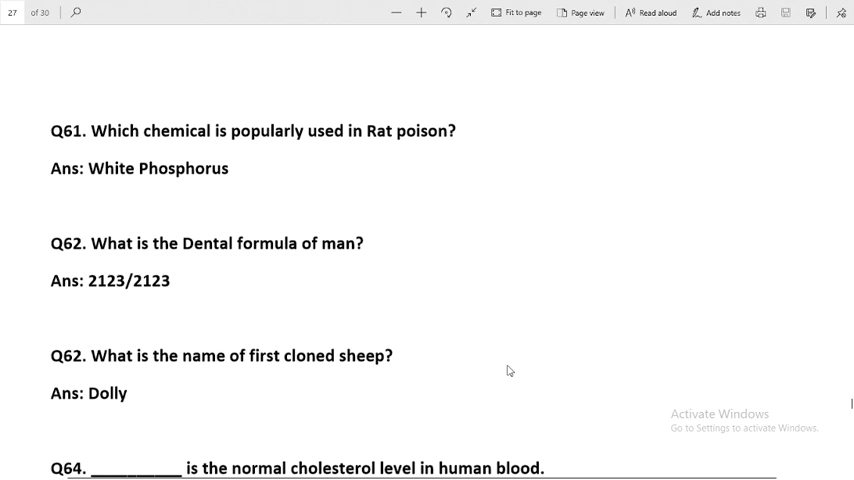 27 of 30 Fit to page Page view Read aloud Add notes
Q61. Which chemical is popularly used in Rat poison?
Ans: White Phosphorus
Q62. What is the Dental formula of man?
Ans: 2123/2123
Q62. What is the name of first cloned sheep?
Ans: Dolly
Activate Windows
Go to Settings to activate Windows.
Q64. __________ is the normal cholesterol level in human blood.